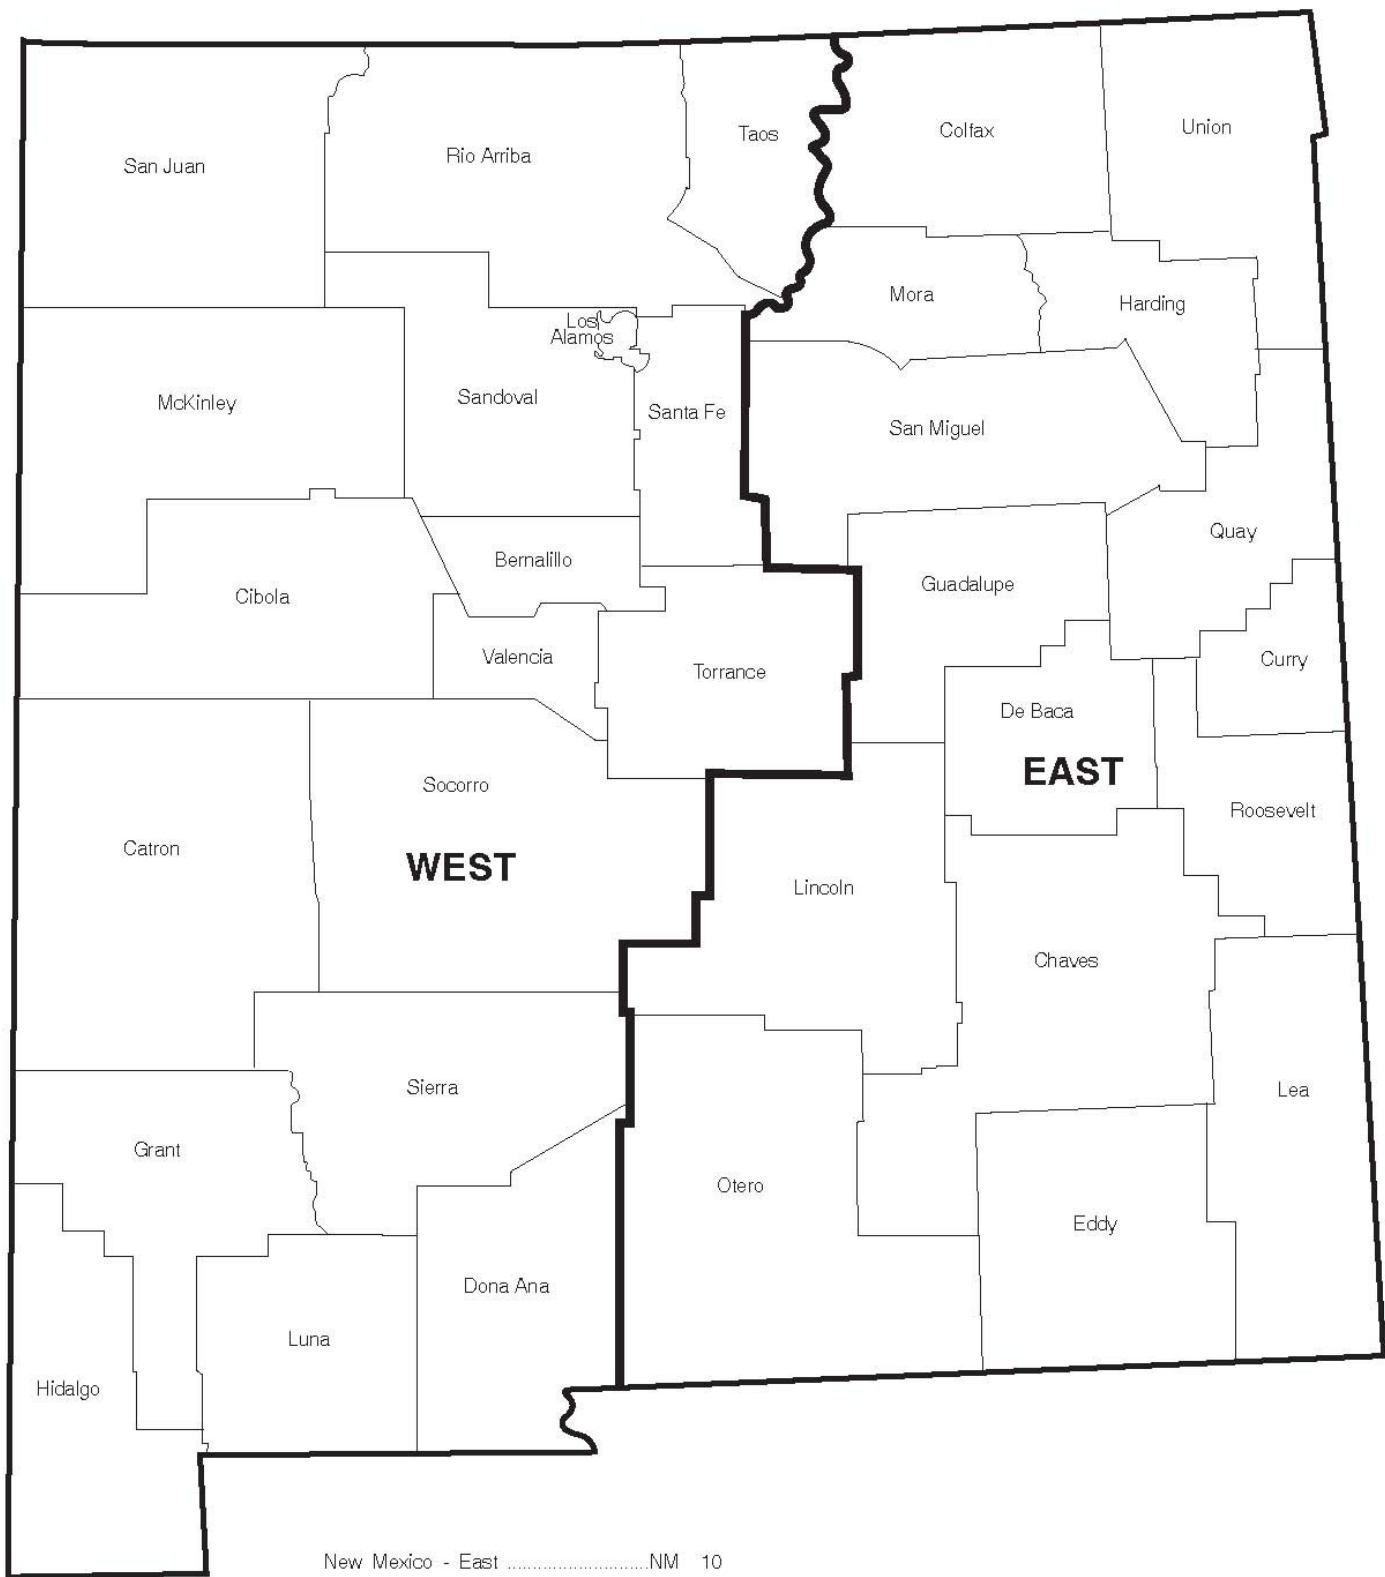 San Juan
Rio Arriba
Taos
Colfax
Union
Mora
Harding
Los
Alamos
McKinley
Sandoval
Santa Fe
San Miguel
Quay
Bernalillo
Guadalupe
Cibola
Valencia
Torrance
Curry
De Baca
EAST
Socorro
Roosevelt
Catron
WEST
Lincoln
Chaves
Sierra
Lea
Grant
Otero
Eddy
Dona Ana
Luna
Hidalgo
New Mexico - East ............................NM 10